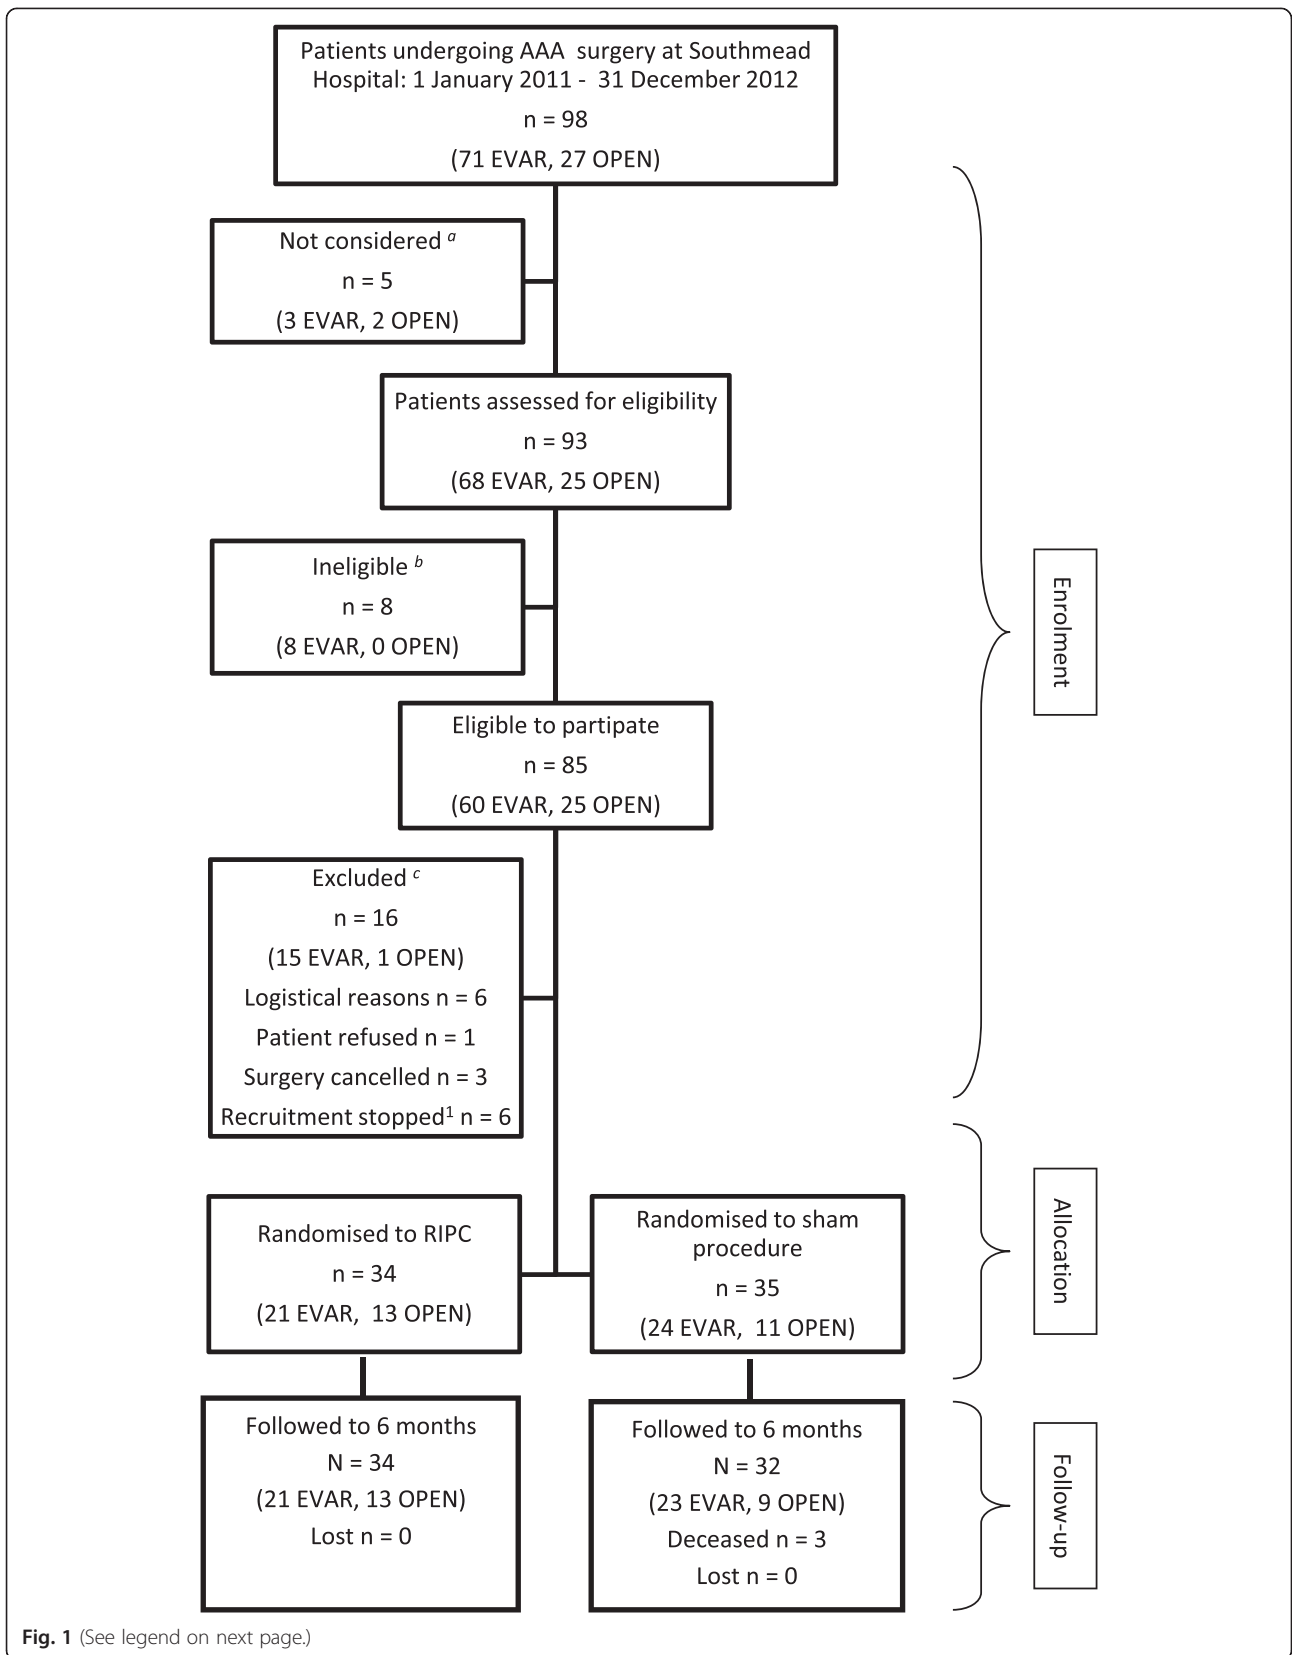 Patients undergoing AAA surgery at Southmead
Hospital: 1 January 2011 - 31 December 2012
n = 98
(71 EVAR, 27 OPEN)
Not considered a
n = 5
(3 EVAR, 2 OPEN)
Patients assessed for eligibility
n = 93
(68 EVAR, 25 OPEN)
Ineligible b
n = 8
(8 EVAR, 0 OPEN)
Eligible to partipate
n = 85
(60 EVAR, 25 OPEN)
Excluded c
n = 16
(15 EVAR, 1 OPEN)
Logistical reasons n = 6
Patient refused n = 1
Surgery cancelled n = 3
Recruitment stopped1 n = 6
Enrolment
Randomised to RIPC
n = 34
(21 EVAR, 13 OPEN)
Randomised to sham
procedure
n = 35
(24 EVAR, 11 OPEN)
Allocation
Followed to 6 months
N = 34
(21 EVAR, 13 OPEN)
Lost n = 0
Followed to 6 months
N = 32
(23 EVAR, 9 OPEN)
Deceased n = 3
Lost n = 0
Follow-up
Fig. 1 (See legend on next page.)